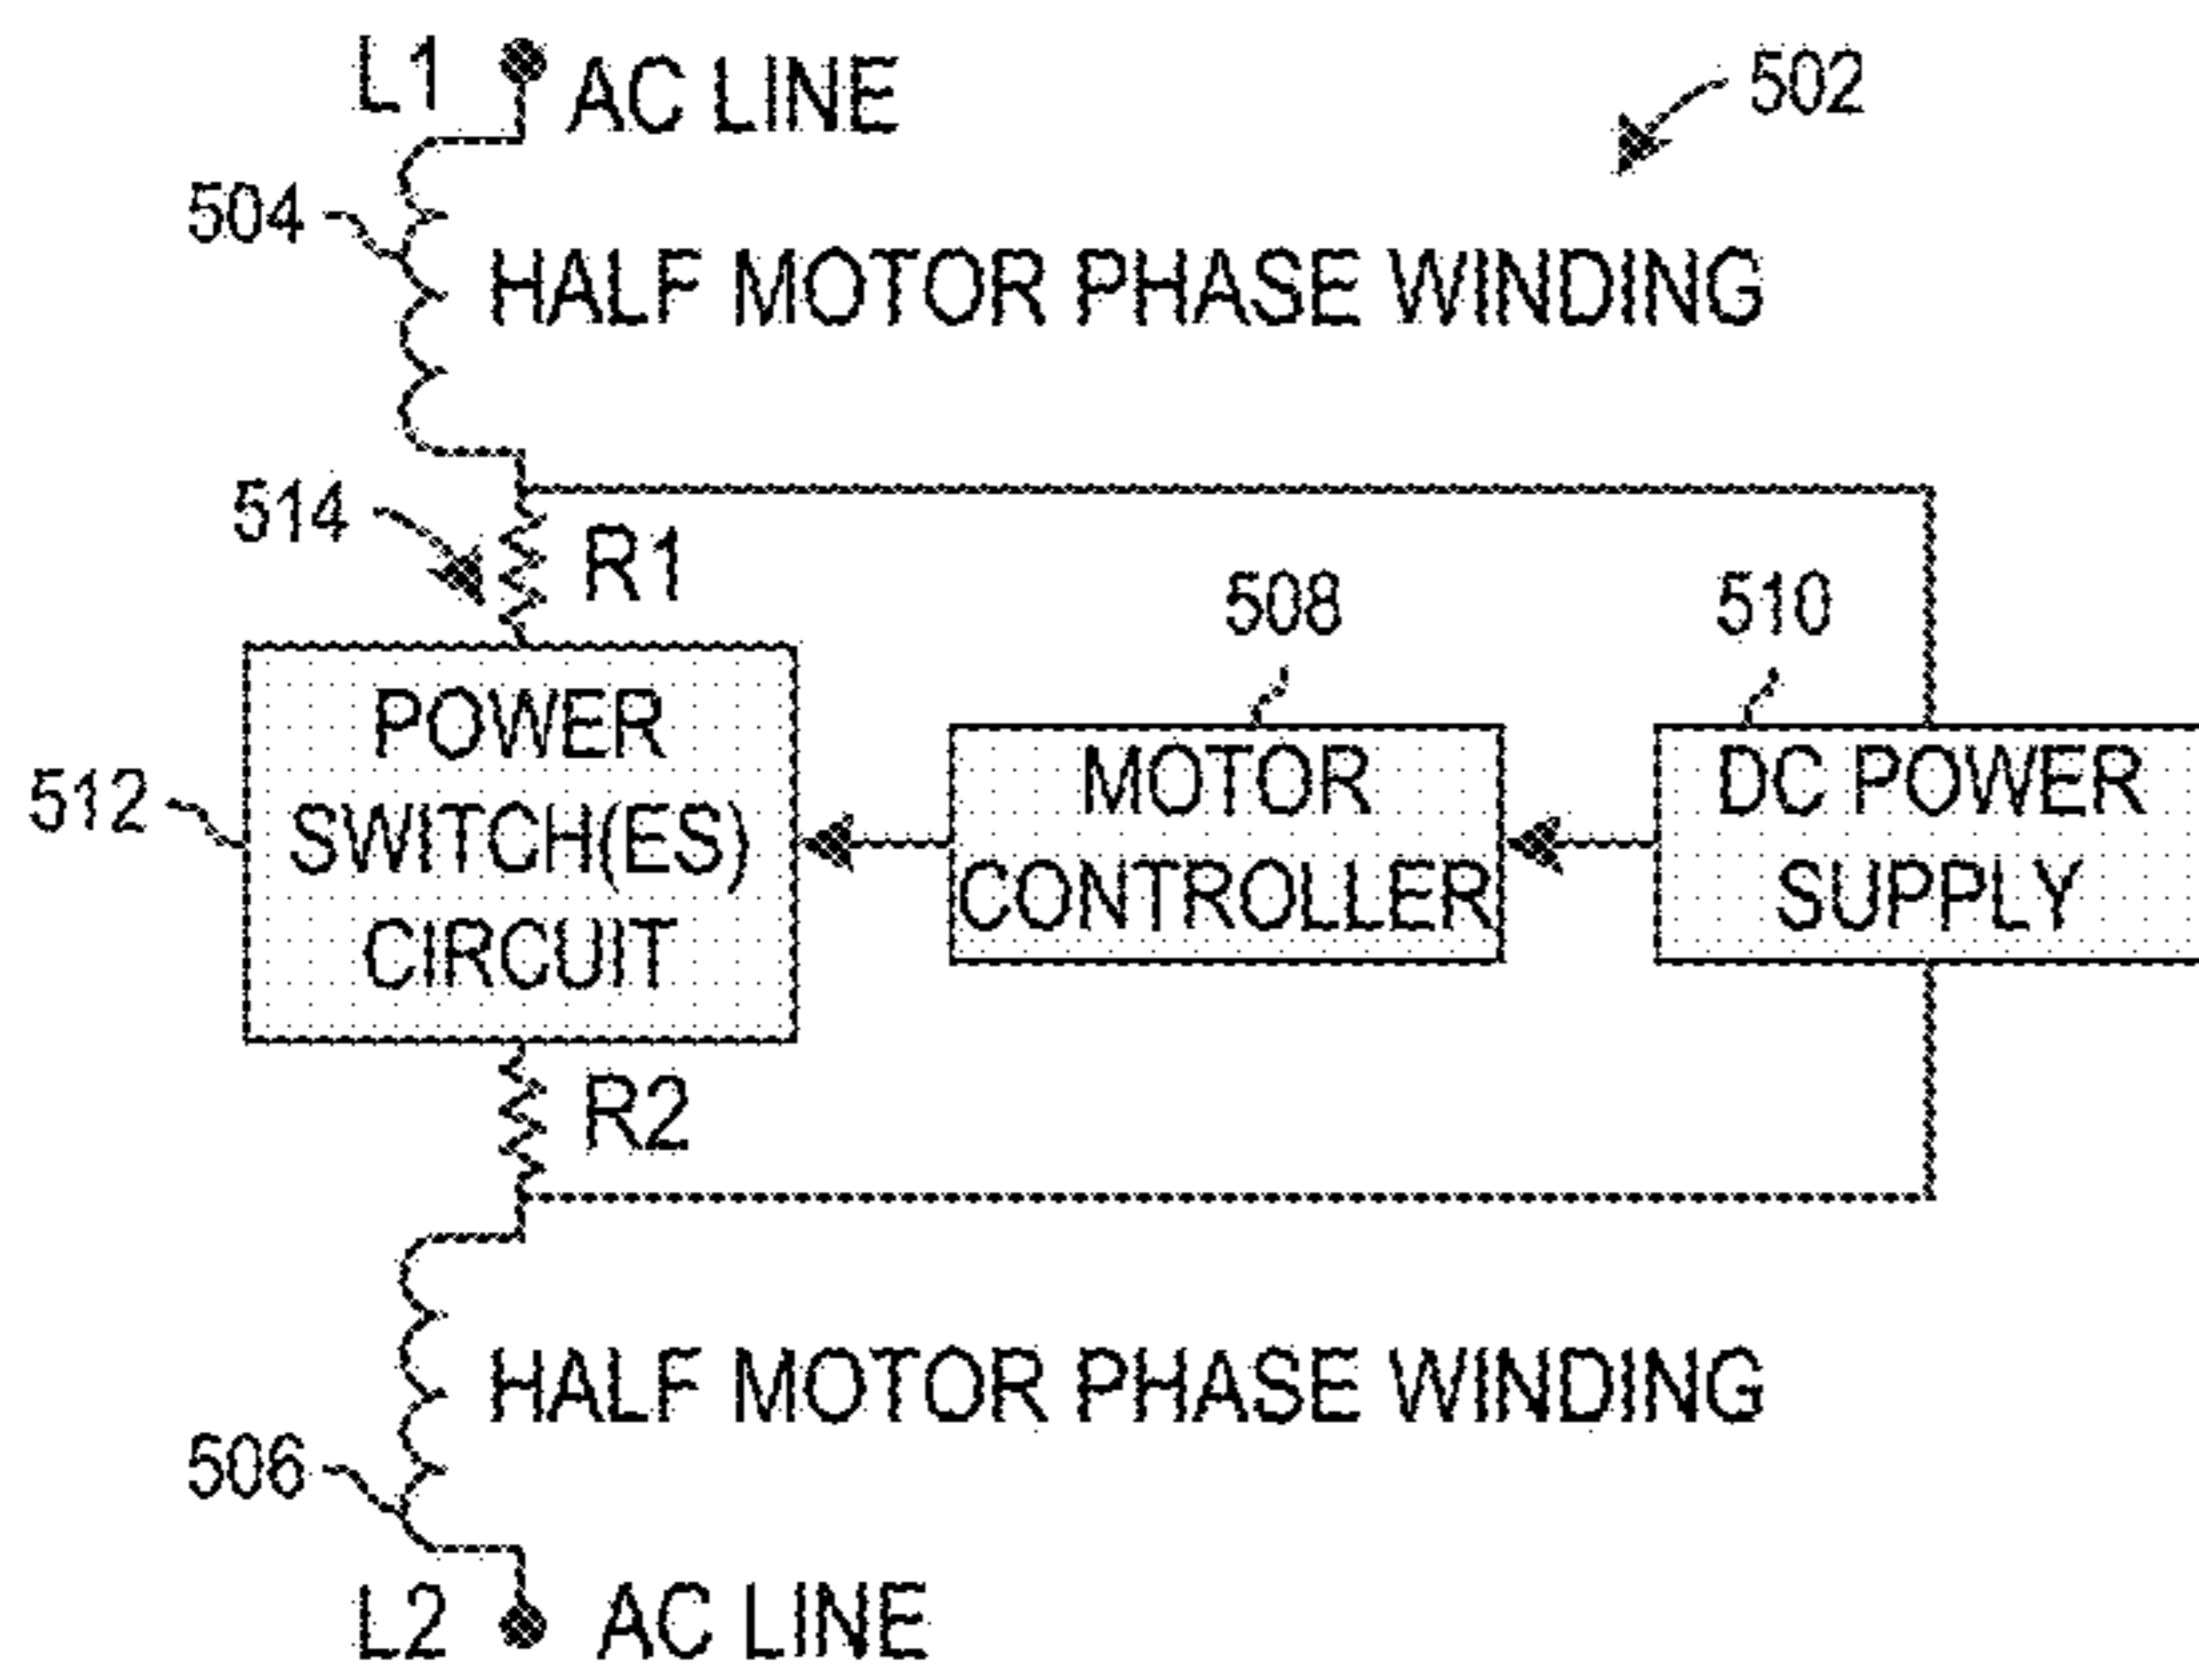 L1 AC LINE
502
504
HALF MOTOR PHASE WINDING
514
R1
508
510
512
POWER
SWITCH(ES)
CIRCUIT
MOTOR
CONTROLLER
DC POWER
SUPPLY
R2
HALF MOTOR PHASE WINDING
506
L2 AC LINE